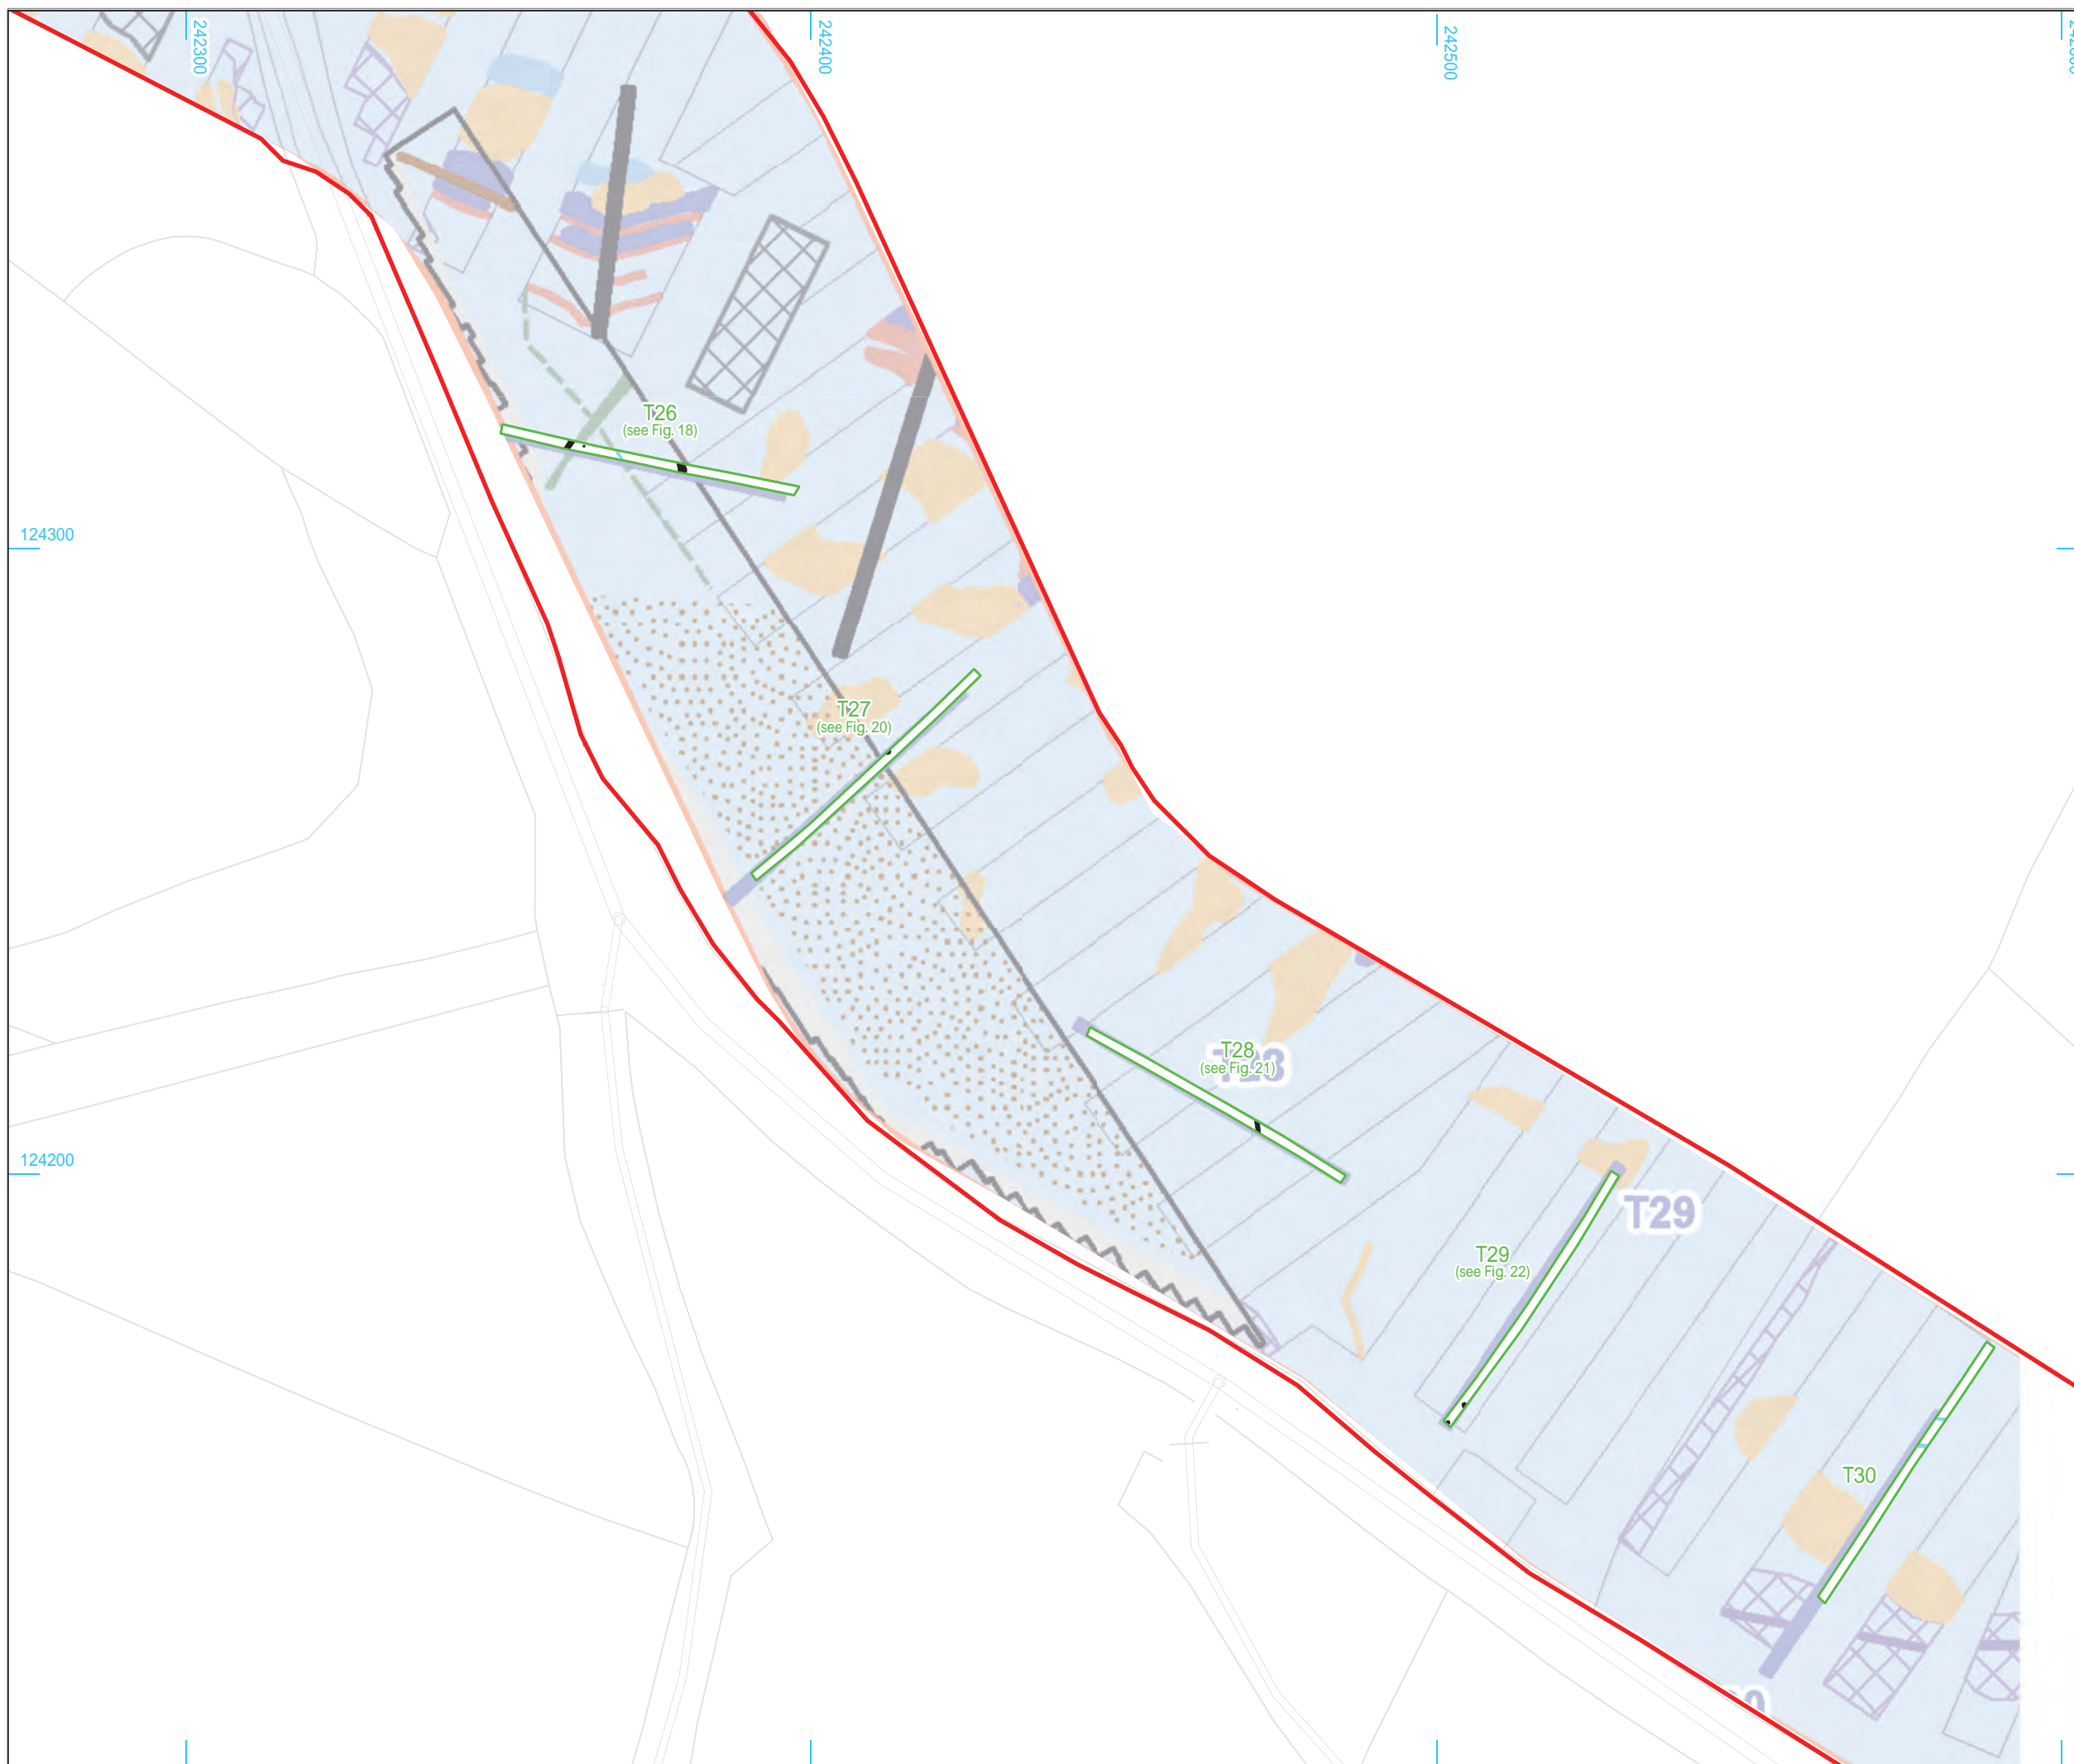 242300
242400
242500
T26
(see Fig. 18)
124300
T27
(see Fig. 20)
T28
(see Fig. 21)
124200
T29
T29
(see Fig. 22)
T30